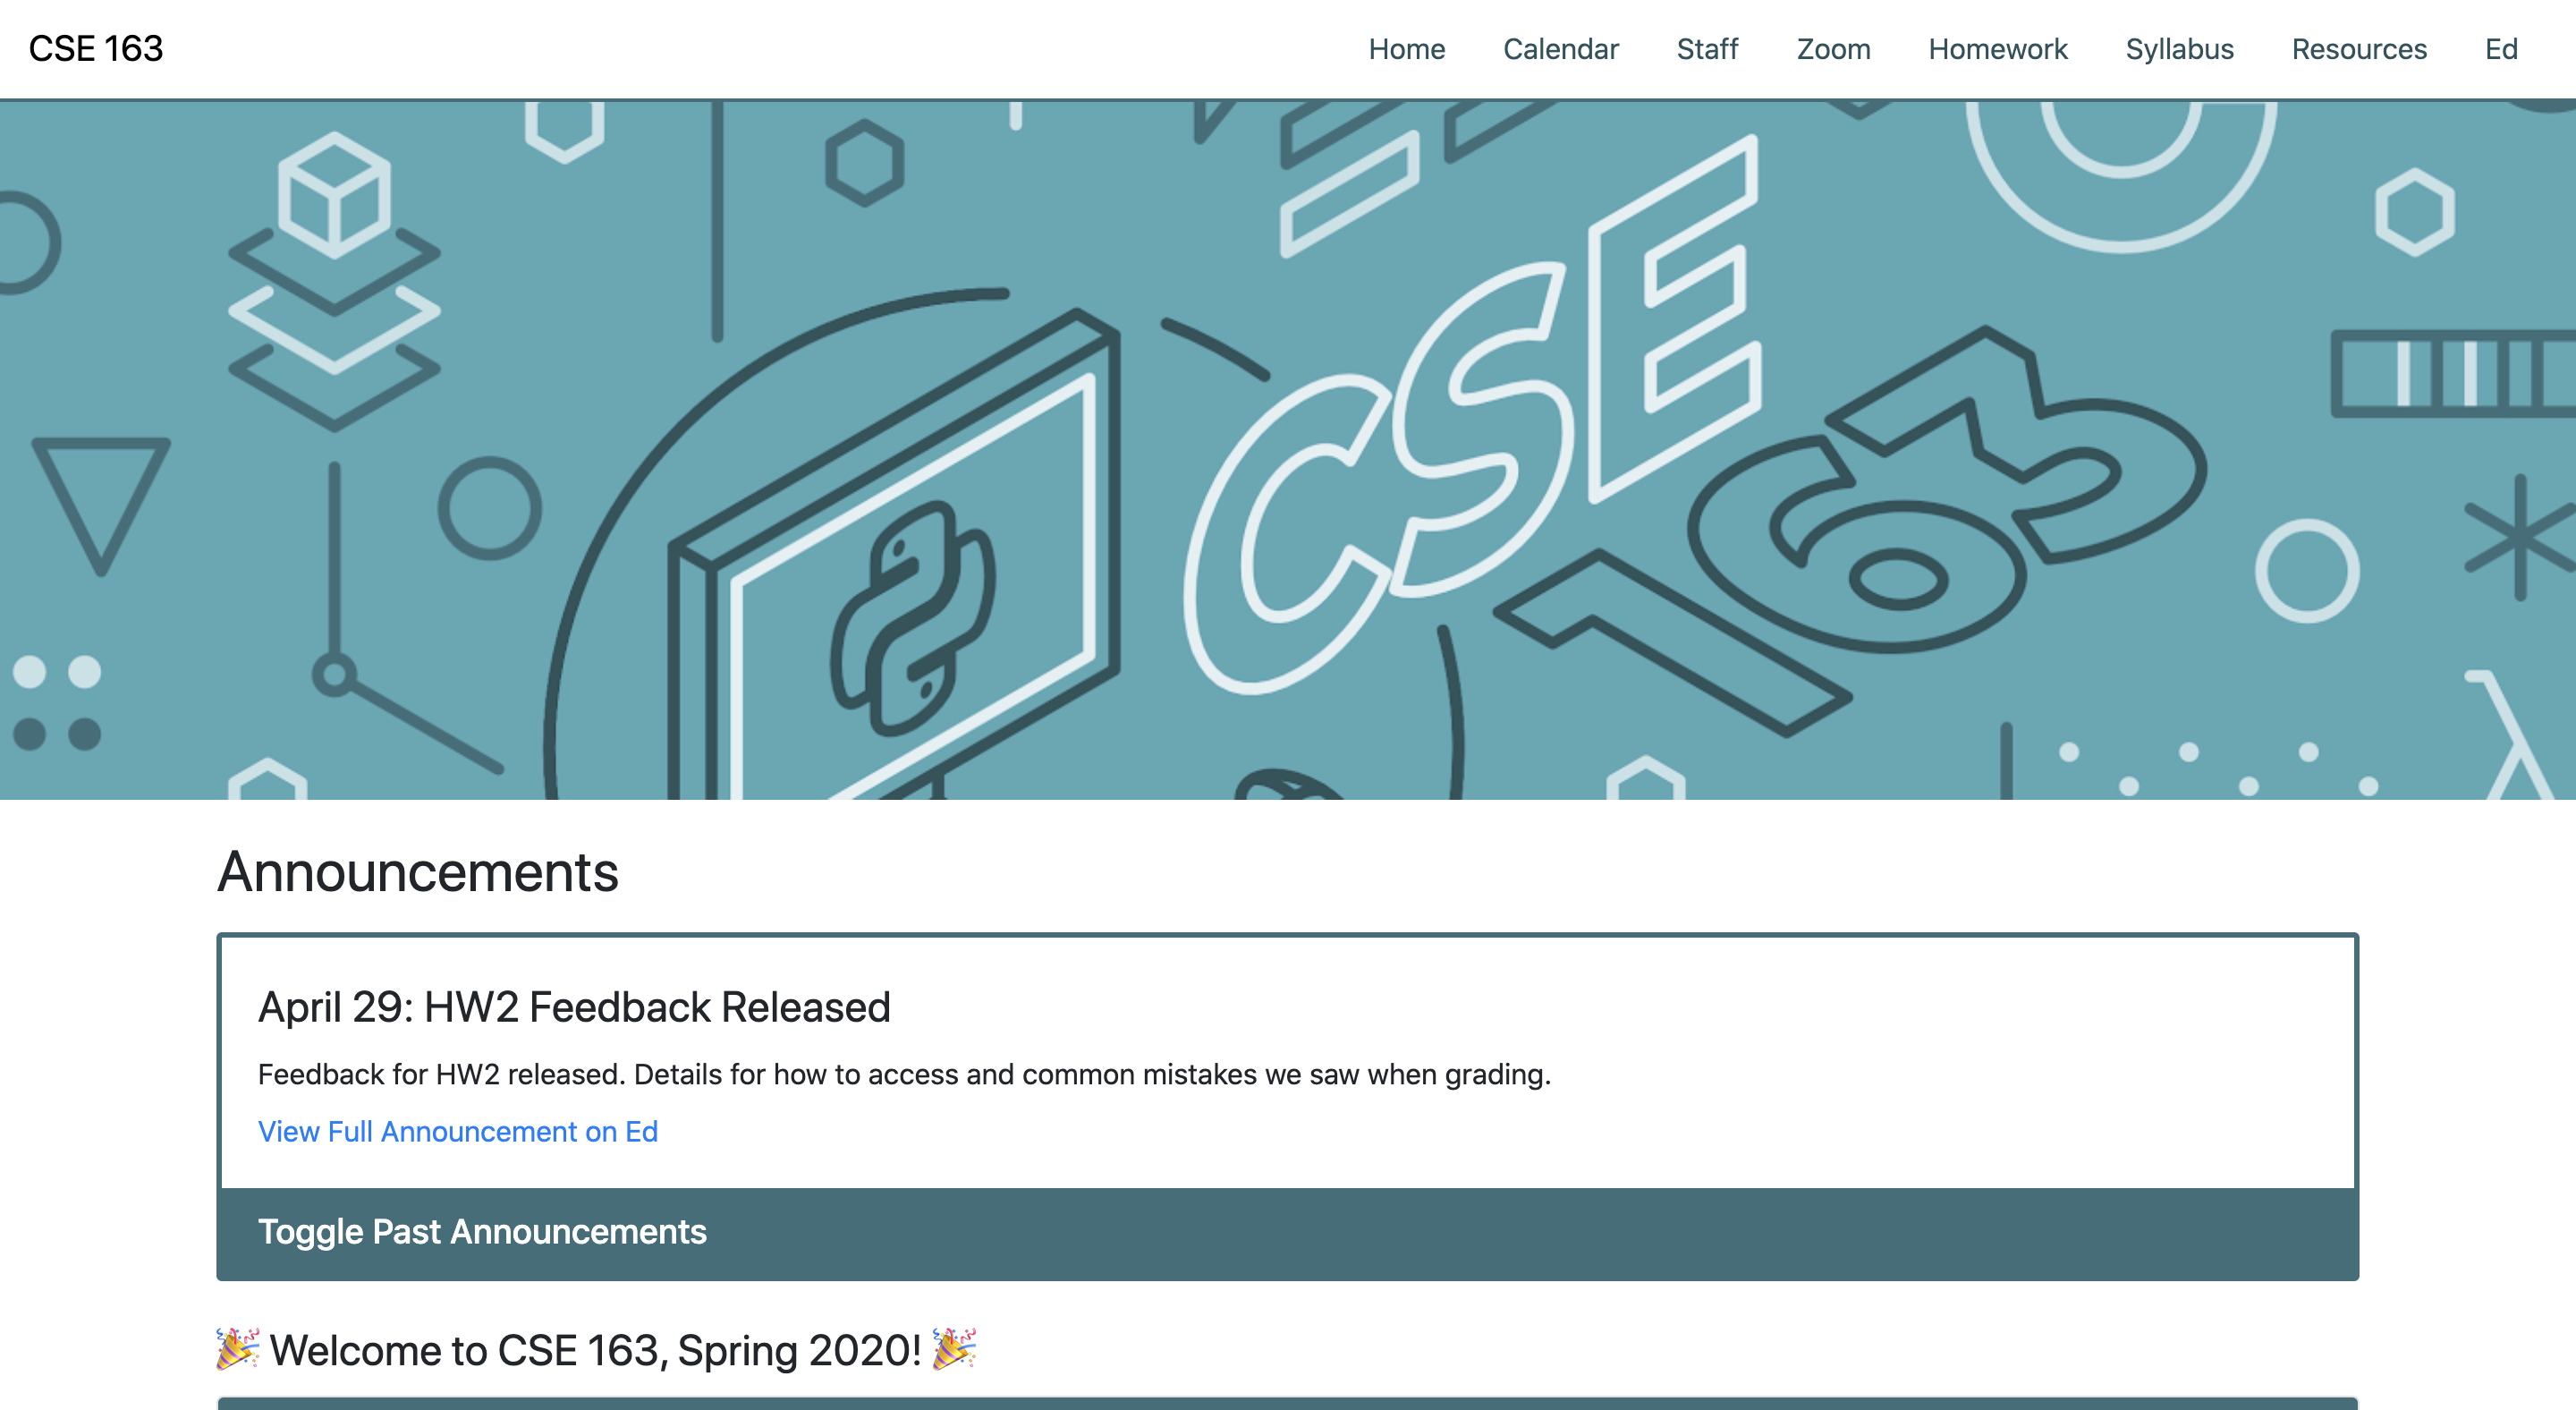 CSE 163
Home Calendar Staff Zoom Homework Syllabus Resources Ed
CSE
163
Announcements
April 29: HW2 Feedback Released
Feedback for HW2 released. Details for how to access and common mistakes we saw when grading.
View Full Announcement on Ed
Toggle Past Announcements
🎉 Welcome to CSE 163, Spring 2020! 🎉